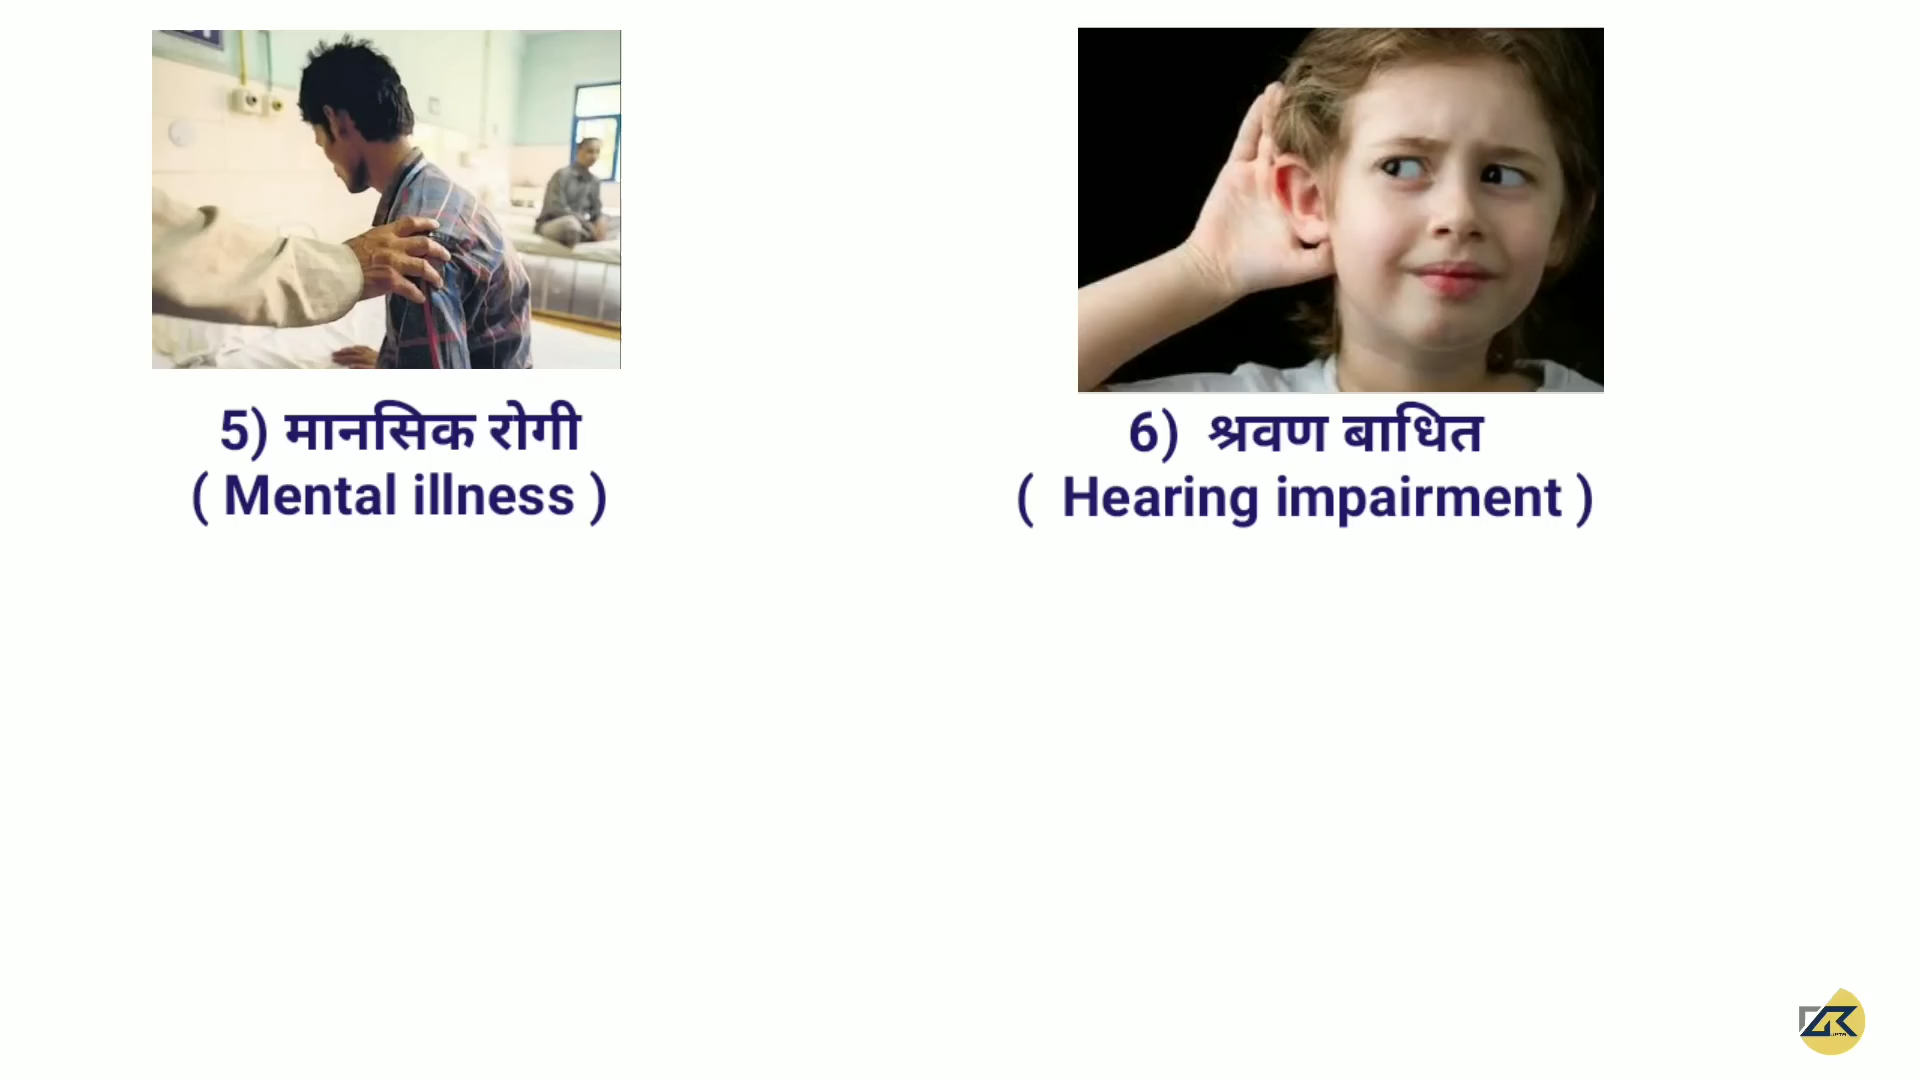 5) मानसिक रोगी
( Mental illness )
6) श्रवण बाधित
( Hearing impairment )